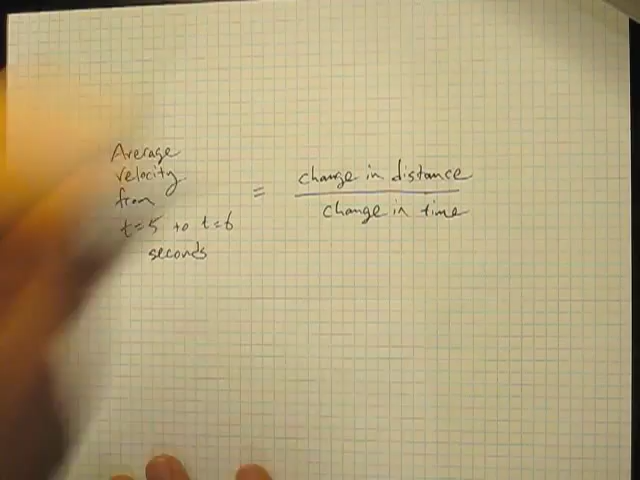 Average
velocity
from
t=5 to t=6
seconds
=
change in distance
change in time